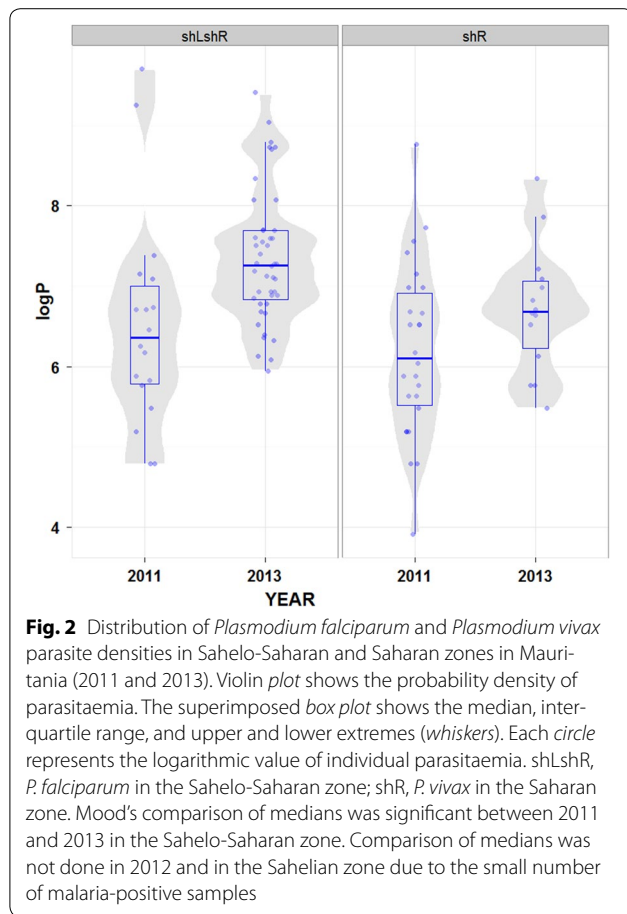 shLshR
shR
8
6
4
logP
2011
2013
2011
2013
YEAR
Fig. 2 Distribution of Plasmodium falciparum and Plasmodium vivax
parasite densities in Sahelo-Saharan and Saharan zones in Mauri-
tania (2011 and 2013). Violin plot shows the probability density of
parasitaemia. The superimposed box plot shows the median, inter-
quartile range, and upper and lower extremes (whiskers). Each circle
represents the logarithmic value of individual parasitaemia. shLshR,
P. falciparum in the Sahelo-Saharan zone; shR, P. vivax in the Saharan
zone. Mood's comparison of medians was significant between 2011
and 2013 in the Sahelo-Saharan zone. Comparison of medians was
not done in 2012 and in the Sahelian zone due to the small number
of malaria-positive samples